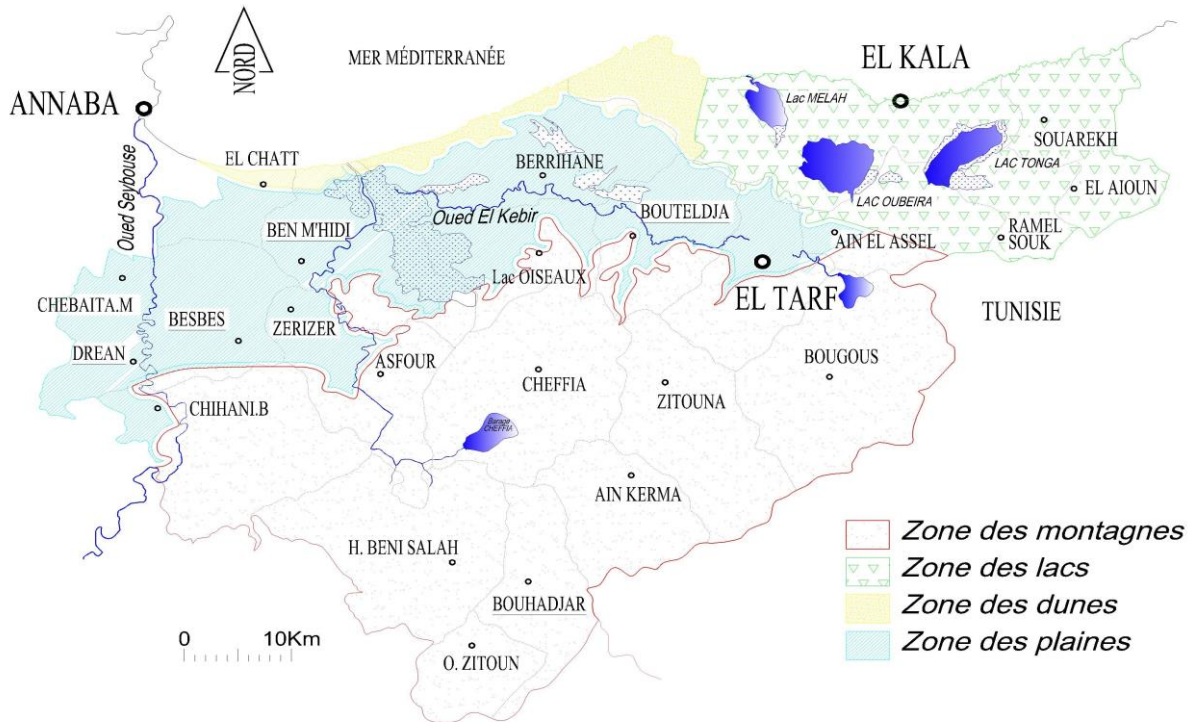 MER MÉDITERRANÉE
NORD
EL KALA
ANNABA
Lac MELAH
SOUAREKH
EL CHATT
BERRIHANE
LAC TONGA
Oued Seybouse
EL AIOUN
LAC OUBEIRA
Oued El Kebir
BOUTELDJA
BEN M'HIDI
RAMEL
SOUK
AIN EL ASSEL
Lac OISEAUX
CHEBAITA.M
EL TARF
TUNISIE
BESBES
ZERIZER
DREAN
ASFOUR
BOUGOUS
CHEFFIA
ZITOUNA
CHIHANI.B
Barage
CHEFFIA
AIN KERMA
Zone des montagnes
H. BENI SALAH
Zone des lacs
BOUHADJAR
Zone des dunes
0 10Km
Zone des plaines
O. ZITOUN